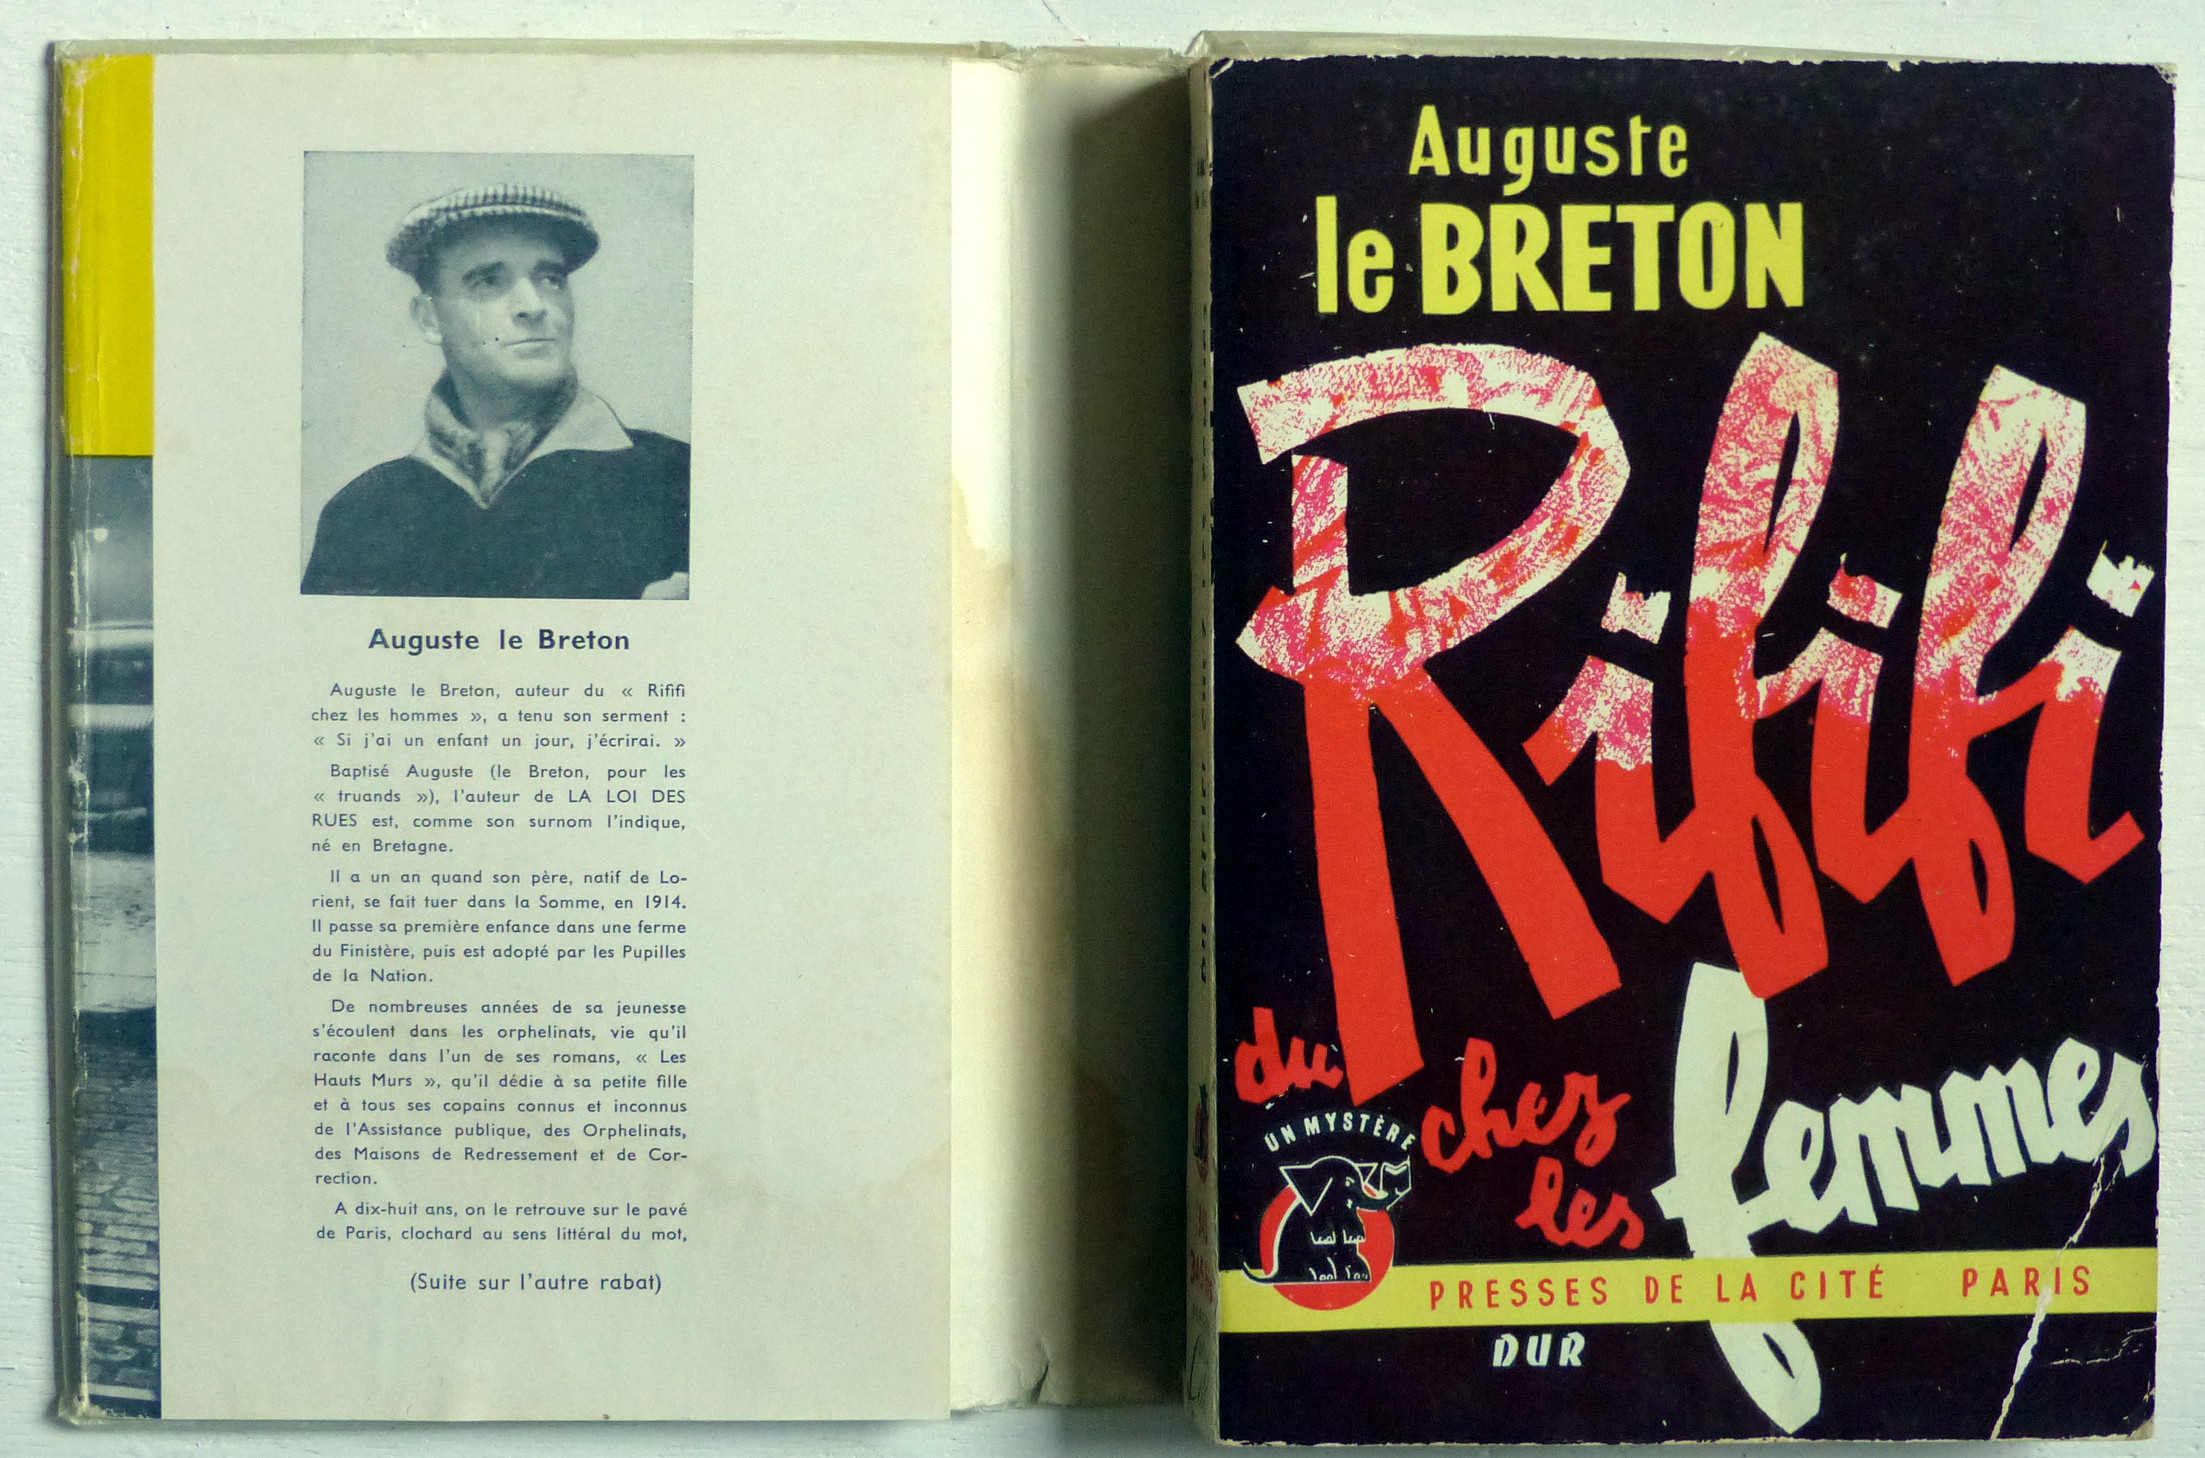 Auguste le Breton
Auguste le Breton, auteur du « Rififi
chez les hommes », a tenu son serment :
« Si j'ai un enfant un jour, j'écrirai. »
Baptisé Auguste (le Breton, pour les
« truands »), l'auteur de LA LOI DES
RUES est, comme son surnom l'indique,
né en Bretagne.
Il a un an quand son père, natif de Lo-
rient, se fait tuer dans la Somme, en 1914.
Il passe sa première enfance dans une ferme
du Finistère, puis est adopté par les Pupilles
de la Nation.
De nombreuses années de sa jeunesse
s'écoulent dans les orphelinats, vie qu'il
raconte dans l'un de ses romans, « Les
Hauts Murs », qu'il dédie à sa petite fille
et à tous ses copains connus et inconnus
de l'Assistance publique, des Orphelinats,
des Maisons de Redressement et de Cor-
rection.
A dix-huit ans, on le retrouve sur le pavé
de Paris, clochard au sens littéral du mot,
(Suite sur l'autre rabat)
Auguste
le BRETON
du Rififi
chez
les
femmes
UN MYSTÈRE
PRESSES DE LA CITÉ PARIS
DUR